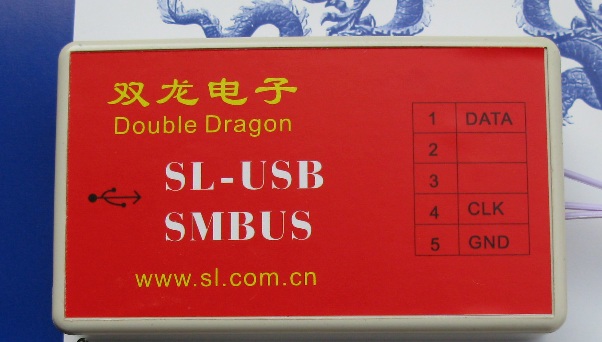 双龙电子
Double Dragon
SL-USB
SMBUS
www.sl.com.cn
1 DATA
2
3
4 CLK
5 GND